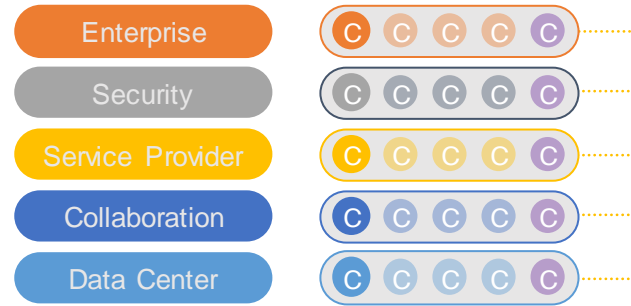 Enterprise C C C C C
Security C C C C C
Service Provider C C C C C
Collaboration C C C C C
Data Center C C C C C